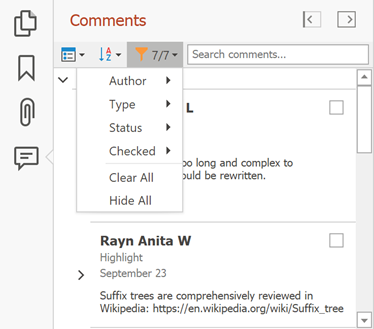 Comments
A
Z
7/7
Search comments...
Author
L
Type
Status
Checked
oo long and complex to
ould be rewritten.
Clear All
Hide All
Rayn Anita W
Highlight
September 23
Suffix trees are comprehensively reviewed in
Wikipedia: https://en.wikipedia.org/wiki/Suffix_tree